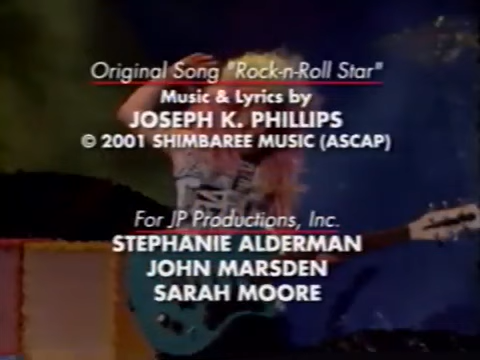 Original Song "Rock-n-Roll Star"
Music & Lyrics by
JOSEPH K. PHILLIPS
© 2001 SHIMBAREE MUSIC (ASCAP)
For JP Productions, Inc.
STEPHANIE ALDERMAN
JOHN MARSDEN
SARAH MOORE